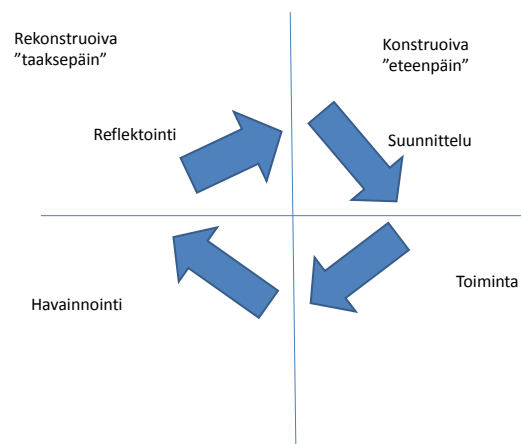 Rekonstruoiva
”taaksepäin”
Konstruoiva
”eteenpäin”
Reflektointi
Suunnittelu
Havainnointi
Toiminta